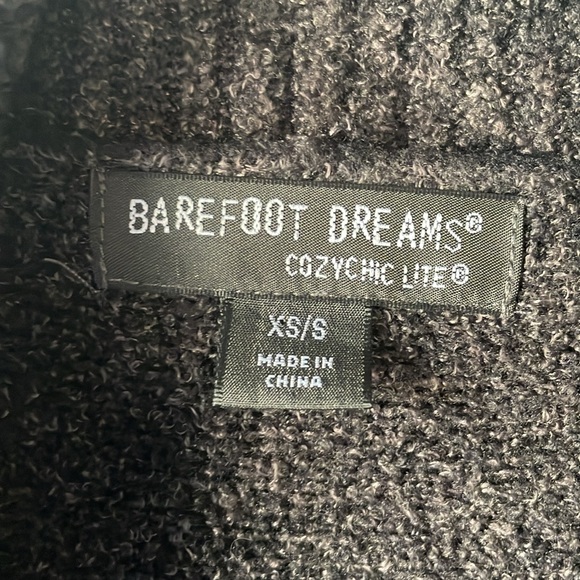 BAREFOOT DREAMS®
COZYCHIC LITE®
XS/S
MADE IN
CHINA